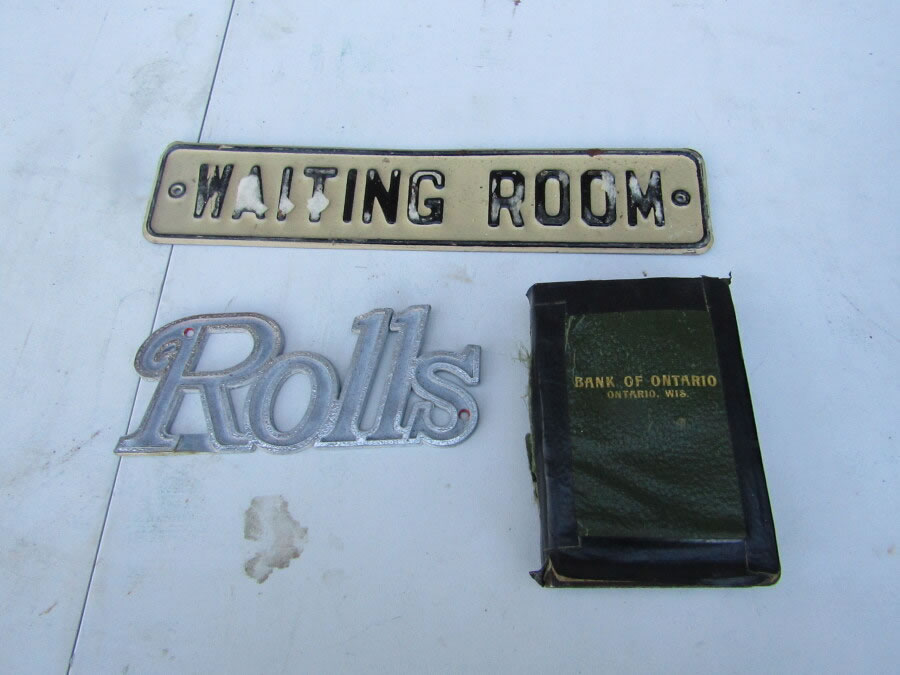 WAITING ROOM
Rolls
BANK OF ONTARIO
ONTARIO, WIS.